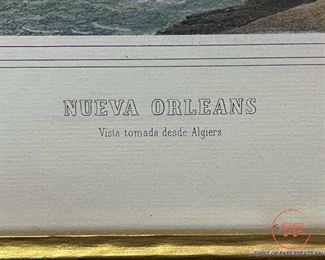 NUEVA ORLEANS
Vista tomada desde Algiers